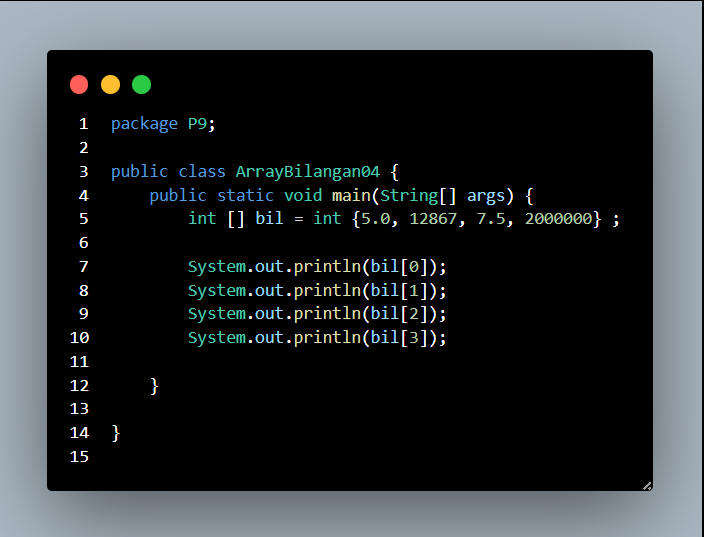 1 package P9;
2
3 public class ArrayBilangan04 {
4     public static void main(String[] args) {
5         int [] bil = int {5.0, 12867, 7.5, 2000000} ;
6
7         System.out.println(bil[0]);
8         System.out.println(bil[1]);
9         System.out.println(bil[2]);
10         System.out.println(bil[3]);
11
12     }
13
14 }
15